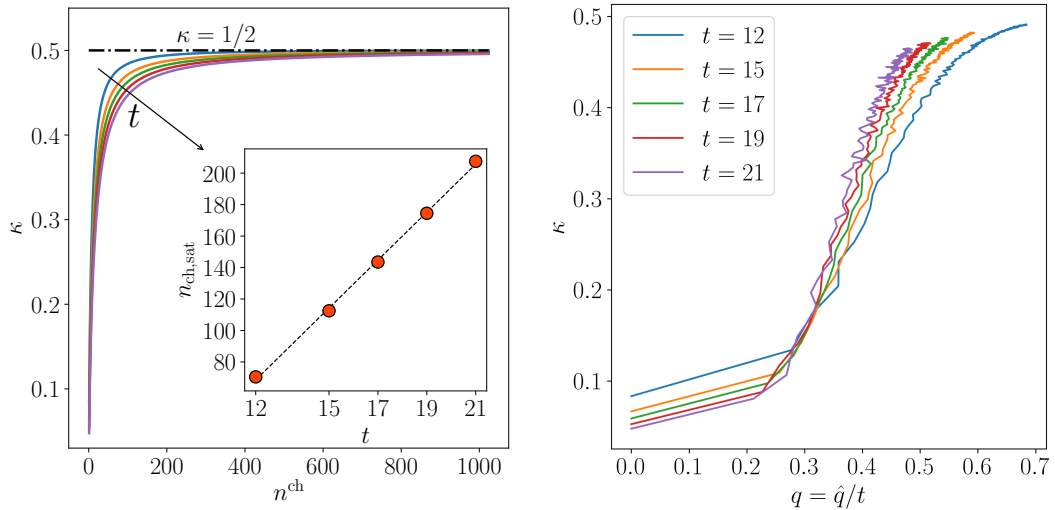 κ = 1/2
0.5
0.4
0.3
0.2
0.1
κ
t
200
180
160
140
120
100
80
n_ch,sat
12 15 17 19 21
t
0 200 400 600 800 1000
n^ch
t = 12
t = 15
t = 17
t = 19
t = 21
0.5
0.4
0.3
0.2
0.1
κ
0.0 0.1 0.2 0.3 0.4 0.5 0.6 0.7
q = q̂/t